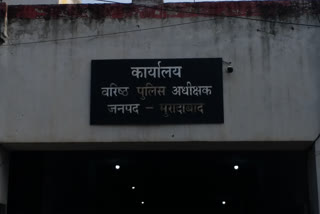 कार्यालय
वरिष्ठ पुलिस अधीक्षक
जनपद - मुरादाबाद